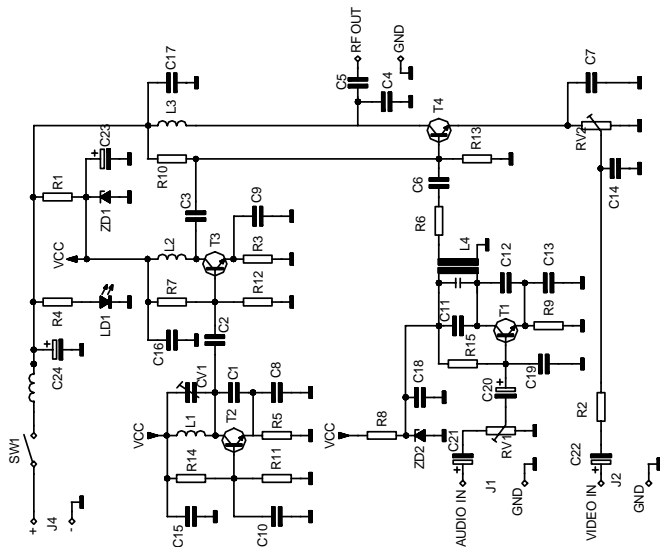 SW1
+
J4
-
C24
R4
LD1
VCC
R1
ZD1
+
C23
C17
L3
R10
C3
L2
T3
C9
R3
R7
R12
C16
C2
CV1
C1
C8
VCC
L1
T2
R5
R14
R11
C15
C10
C5
RF OUT
C4
GND
T4
R13
C6
R6
C7
RV2
C14
L4
C12
C13
C11
T1
R9
R15
C19
C20
+
C18
R8
ZD2
VCC
C21
+
RV1
AUDIO IN
J1
GND
R2
C22
+
VIDEO IN
J2
GND
+